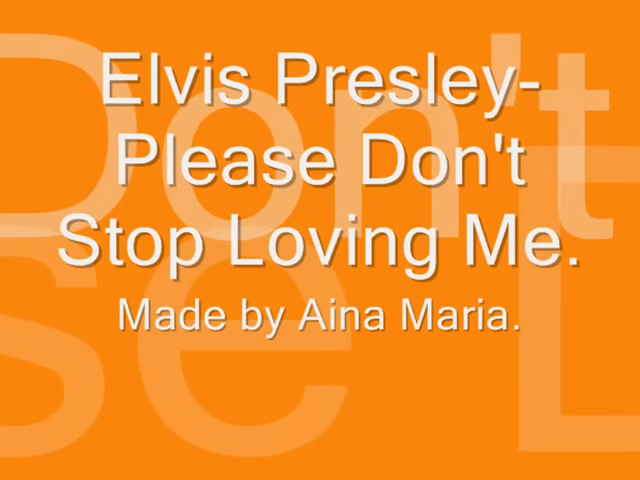 Elvis Presley-
Please Don't
Stop Loving Me.
Made by Aina Maria.